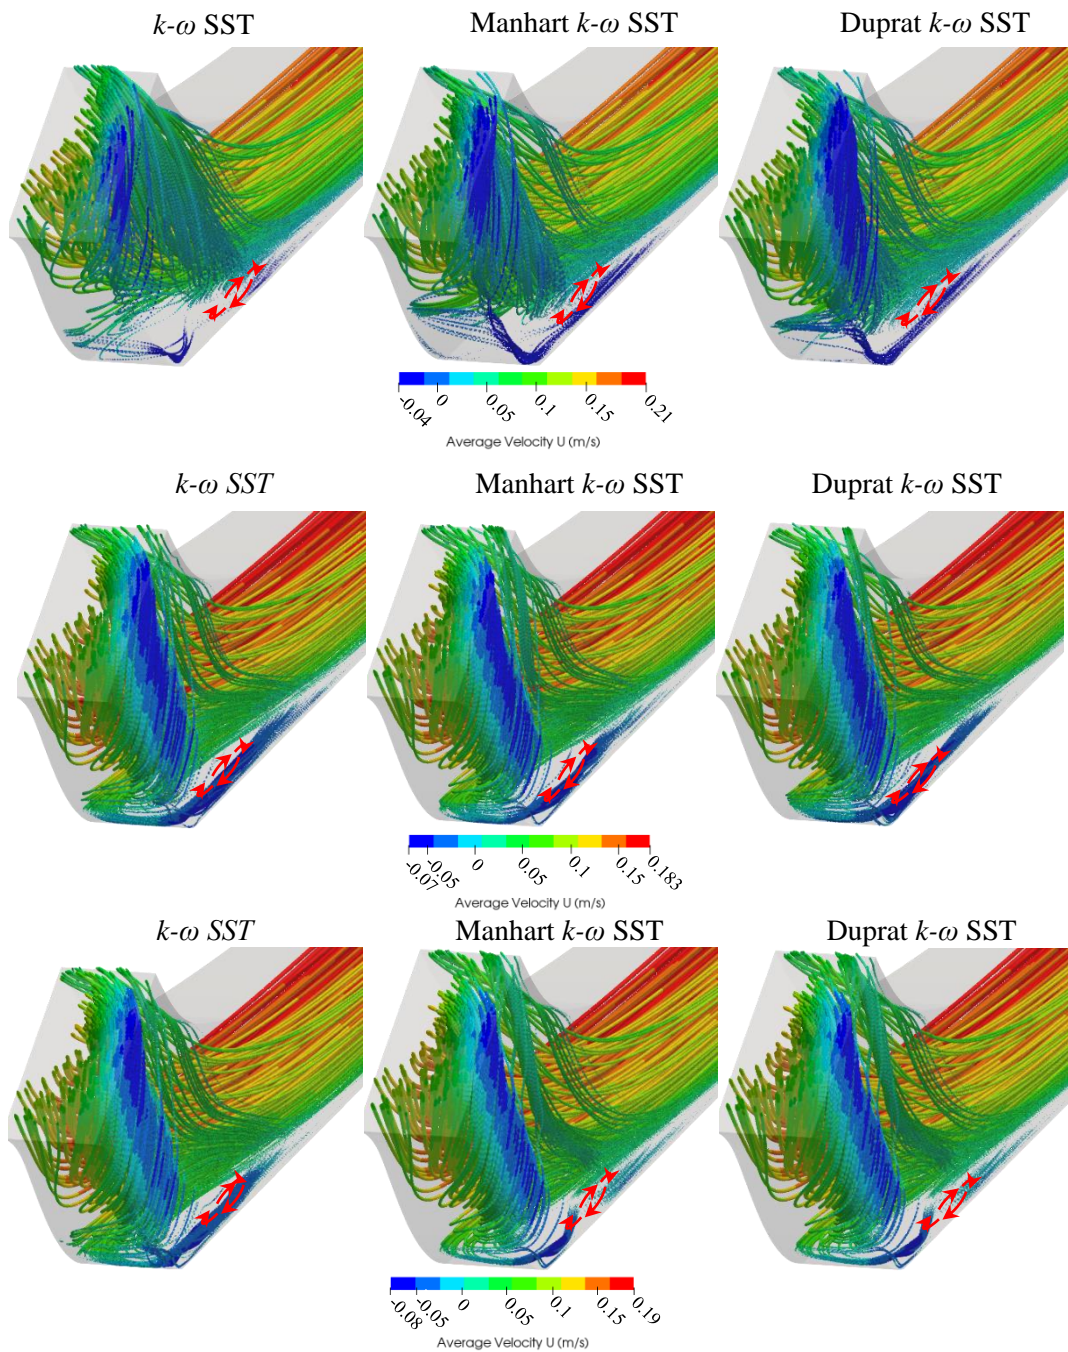 k-ω SST Manhart k-ω SST Duprat k-ω SST
-0.04 0 0.05 0.1 0.15 0.21
Average Velocity U (m/s)
k-ω SST Manhart k-ω SST Duprat k-ω SST
-0.07 -0.05 0 0.05 0.1 0.15 0.183
Average Velocity U (m/s)
k-ω SST Manhart k-ω SST Duprat k-ω SST
-0.08 -0.05 0 0.05 0.1 0.15 0.19
Average Velocity U (m/s)